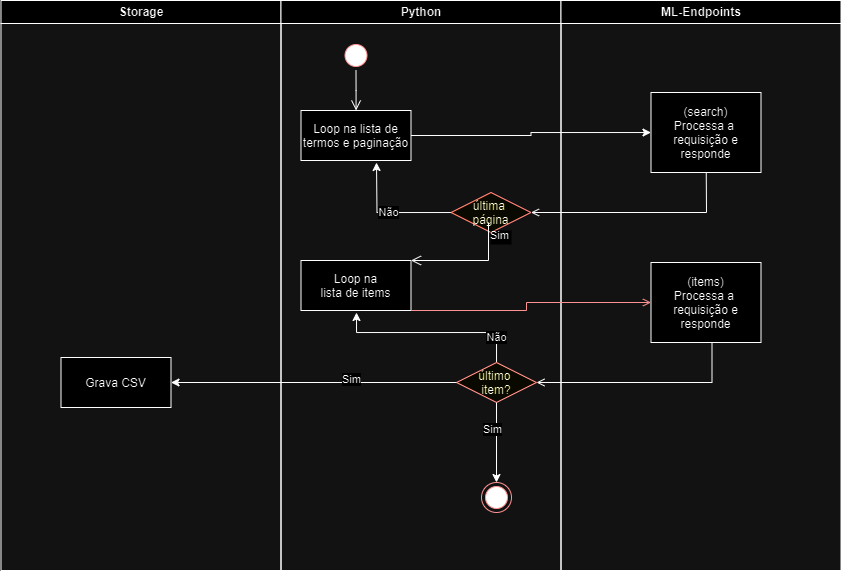 Storage
Python
ML-Endpoints
Loop na lista de
termos e paginação
(search)
Processa a
requisição e
responde
última
página
Não
Sim
Loop na
lista de items
(items)
Processa a
requisição e
responde
Não
último
item?
Sim
Grava CSV
Sim